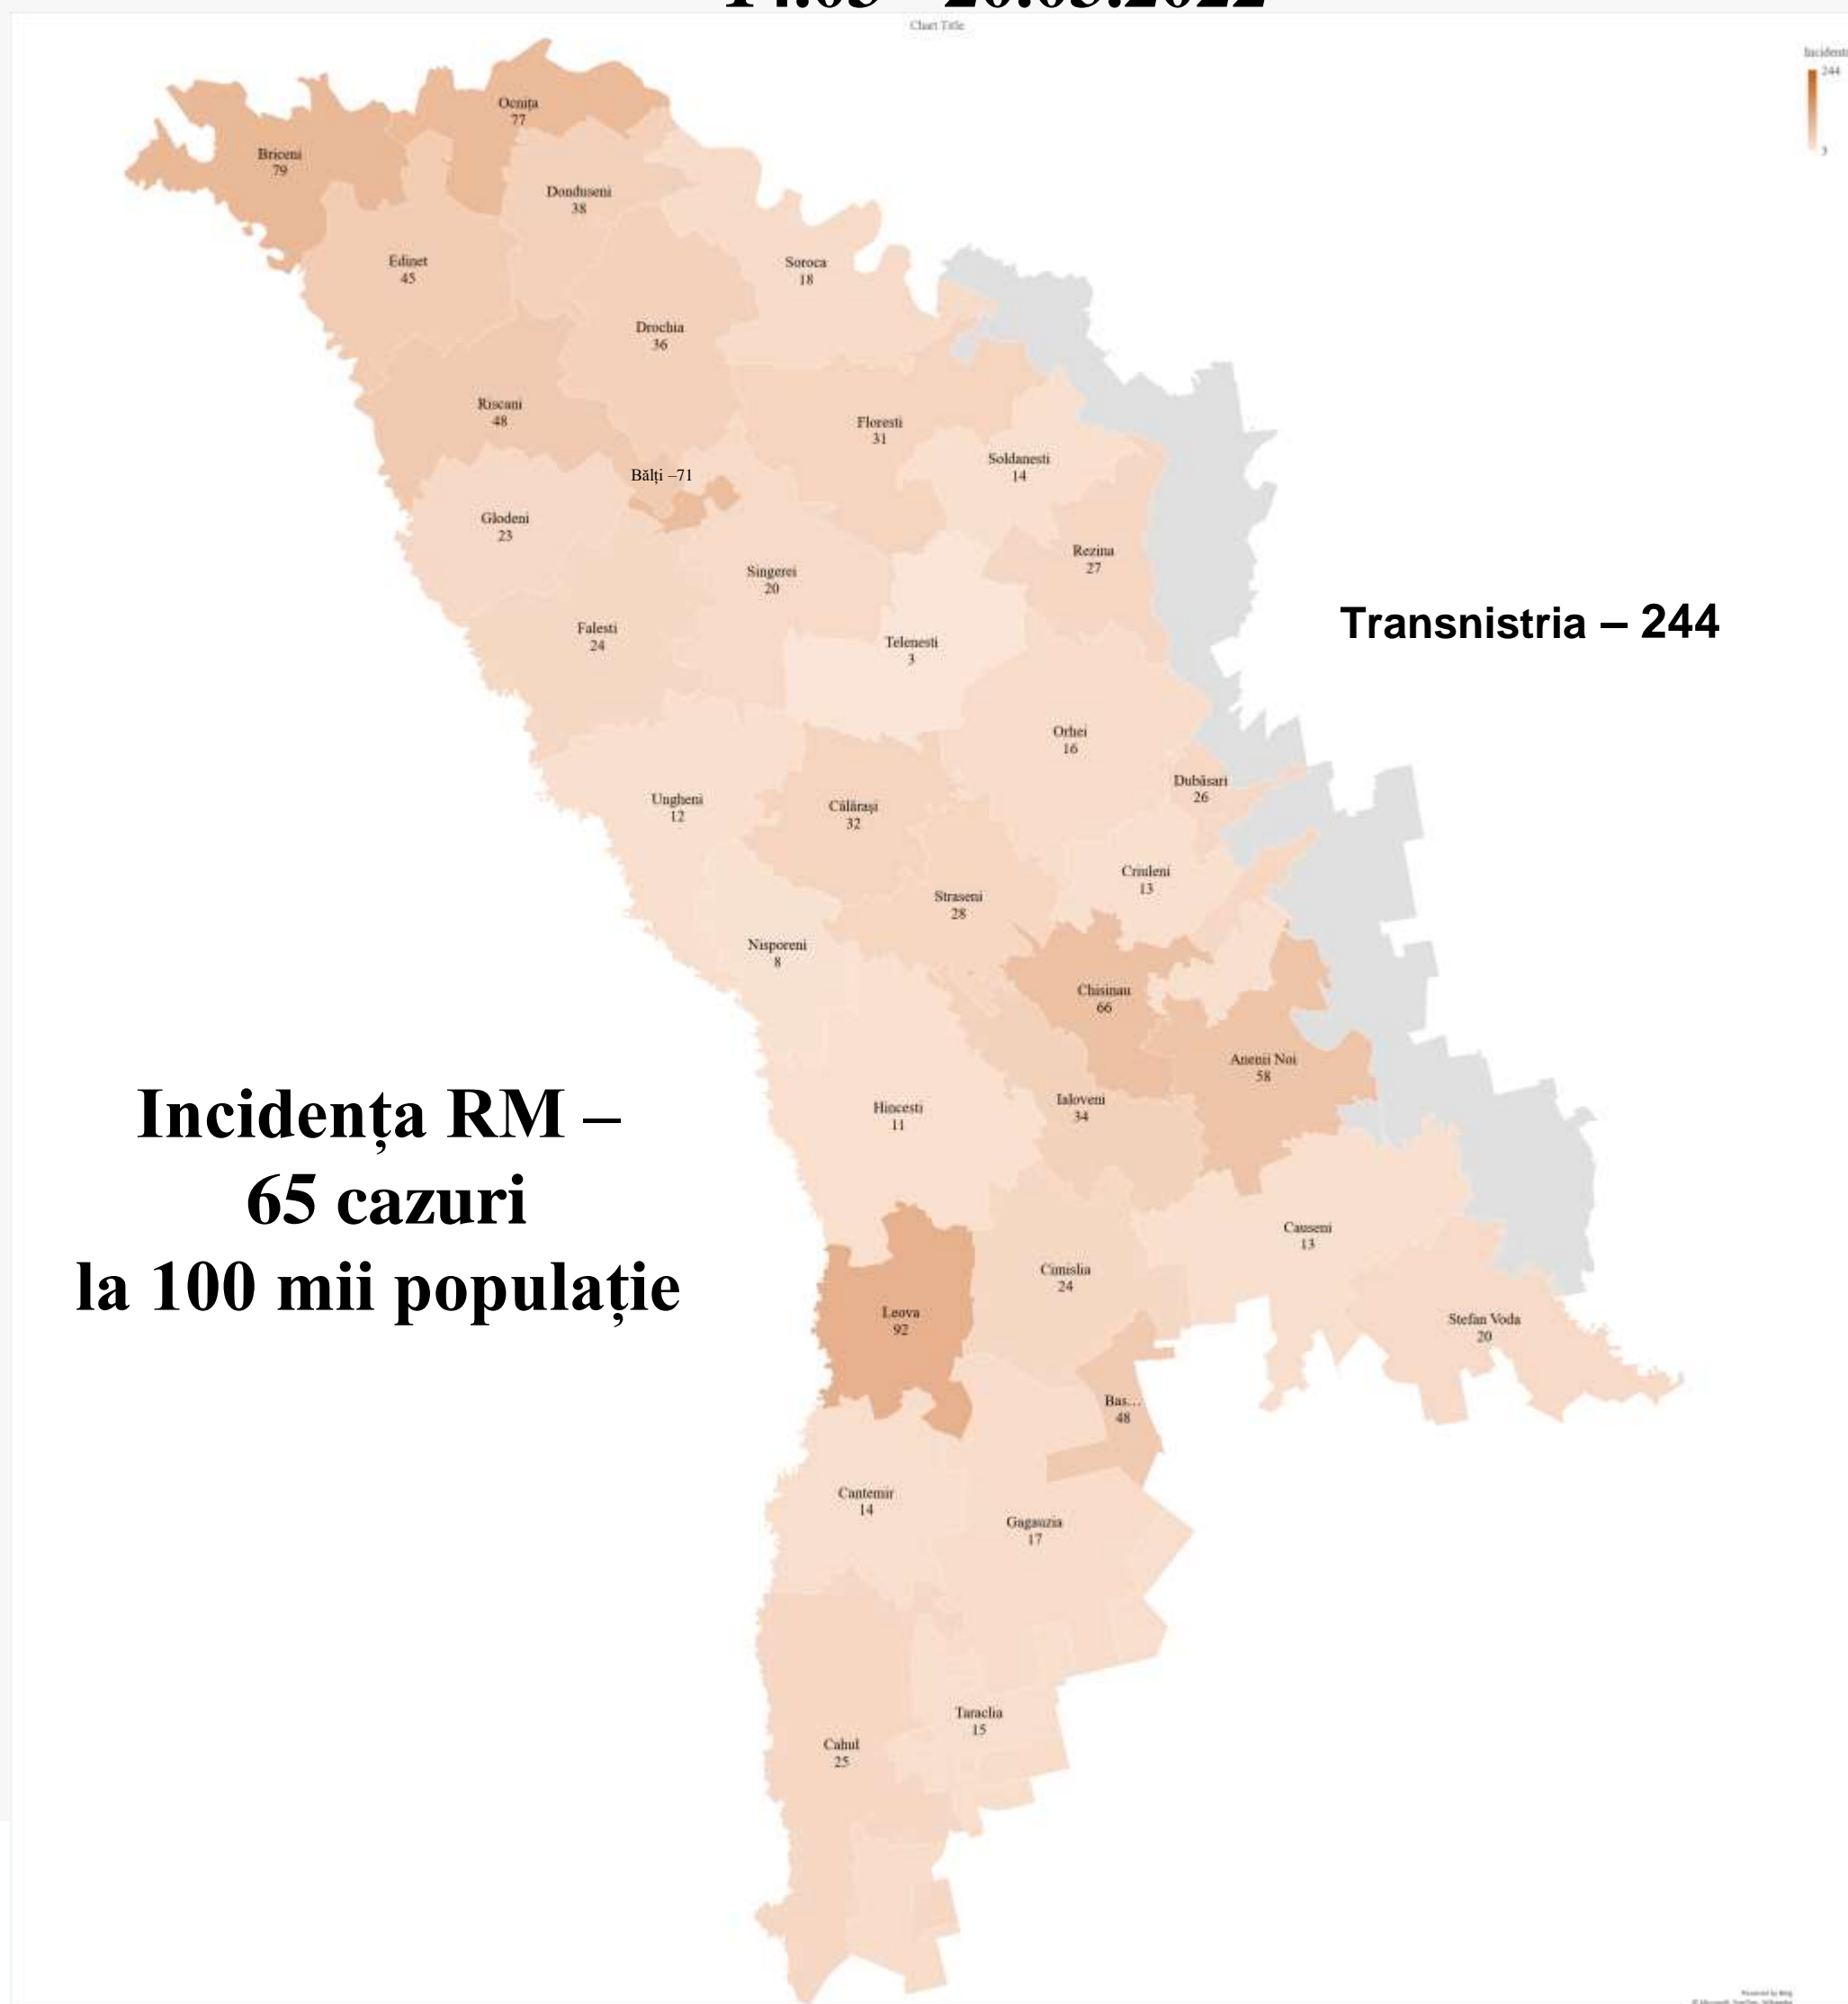 Chart Title
244
3
Ocnița
77
Briceni
79
Donduseni
38
Edinet
45
Soroca
18
Drochia
36
Riscani
48
Floresti
31
Soldanesti
14
Bălți –71
Glodeni
23
Rezina
27
Singerei
20
Falesti
24
Telenesti
3
Transnistria – 244
Orhei
16
Dubăsari
26
Ungheni
12
Călărași
32
Criuleni
13
Straseni
28
Nisporeni
8
Chisinau
66
Anenii Noi
58
Incidența RM –
65 cazuri
la 100 mii populație
Hincesti
11
Ialoveni
34
Causeni
13
Cimislia
24
Leova
92
Stefan Voda
20
Bas...
48
Cantemir
14
Gagauzia
17
Taraclia
15
Cahul
25
Powered by Bing